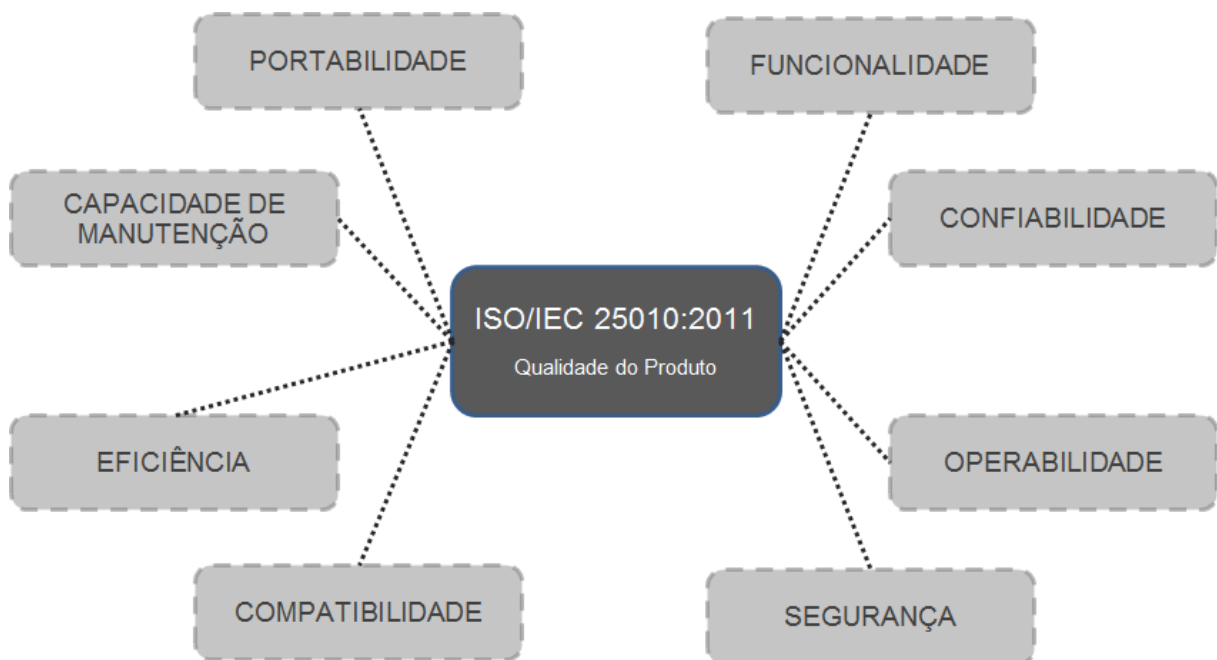 PORTABILIDADE
FUNCIONALIDADE
CAPACIDADE DE
MANUTENÇÃO
CONFIABILIDADE
ISO/IEC 25010:2011
Qualidade do Produto
EFICIÊNCIA
OPERABILIDADE
COMPATIBILIDADE
SEGURANÇA